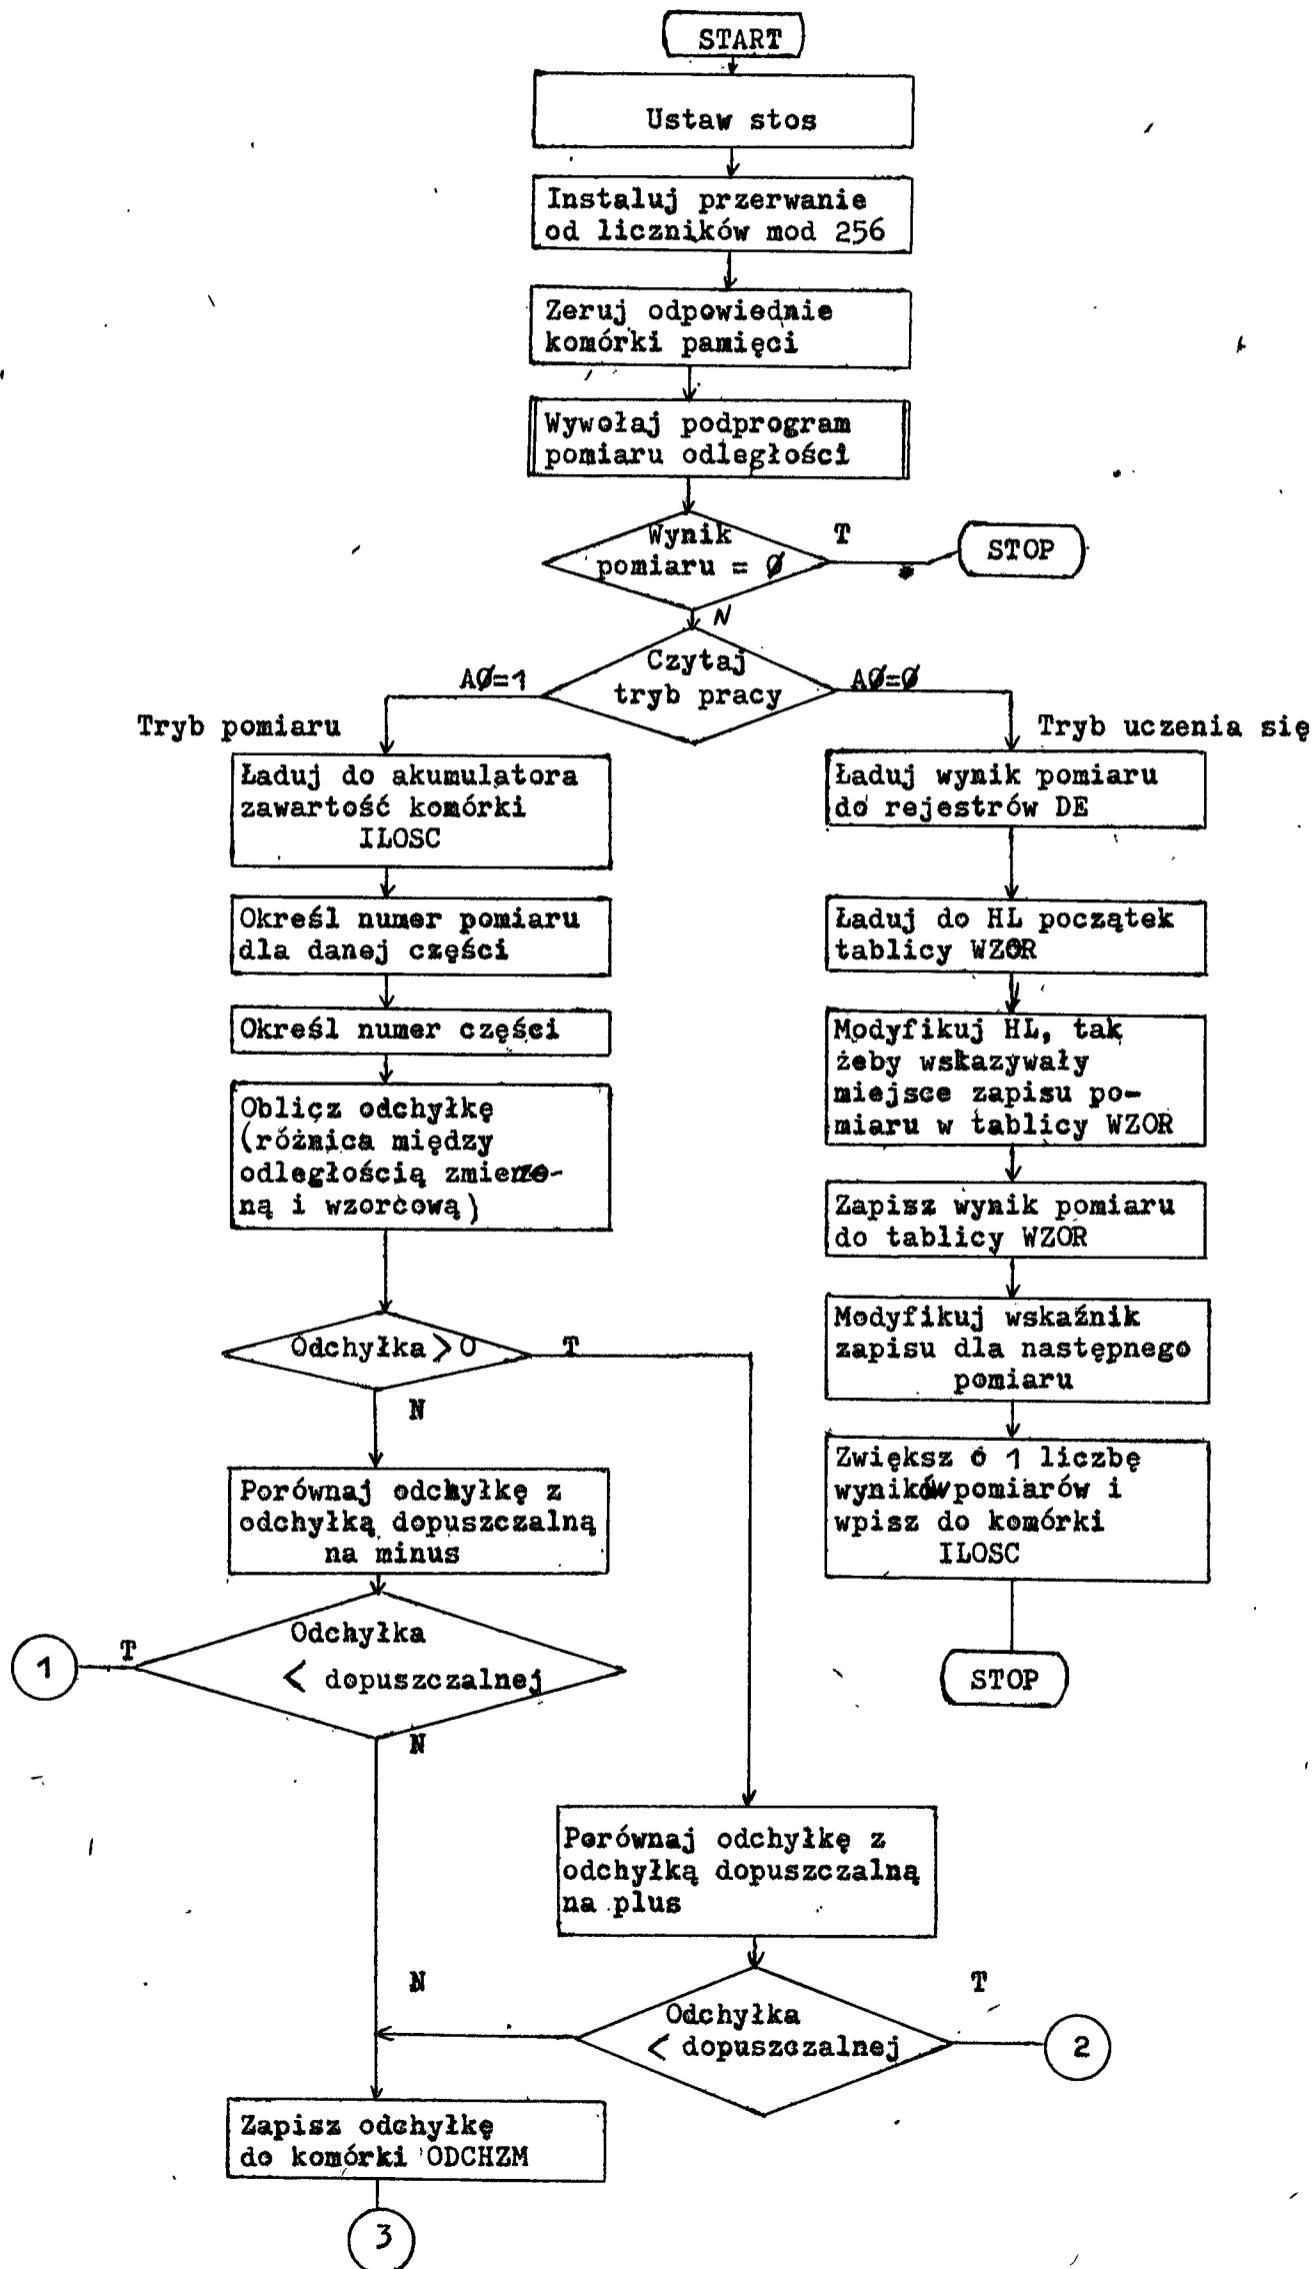 START
Ustaw stos
Instaluj przerwanie
od liczników mod 256
Zeruj odpowiednie
komórki pamięci
Wywołaj podprogram
pomiaru odległości
Wynik
pomiaru = Ø
T
STOP
N
Czytaj
tryb pracy
AØ=1
AØ=Ø
Tryb pomiaru
Tryb uczenia się
Ładuj do akumulatora
zawartość komórki
ILOSC
Określ numer pomiaru
dla danej części
Określ numer części
Oblicz odchyłkę
(różnica między
odległością zmierzo-
ną i wzorcową)
Odchyłka > 0
T
N
Porównaj odchyłkę z
odchyłką dopuszczalną
na minus
Odchyłka
< dopuszczalnej
T
1
N
Ładuj wynik pomiaru
do rejestrów DE
Ładuj do HL początek
tablicy WZOR
Modyfikuj HL, tak
żeby wskazywały
miejsce zapisu po-
miaru w tablicy WZOR
Zapisz wynik pomiaru
do tablicy WZOR
Modyfikuj wskaźnik
zapisu dla następnego
pomiaru
Zwiększ o 1 liczbę
wyników pomiarów i
wpisz do komórki
ILOSC
STOP
Porównaj odchyłkę z
odchyłką dopuszczalną
na plus
Odchyłka
< dopuszczalnej
N
T
2
Zapisz odchyłkę
do komórki ODCHZM
3